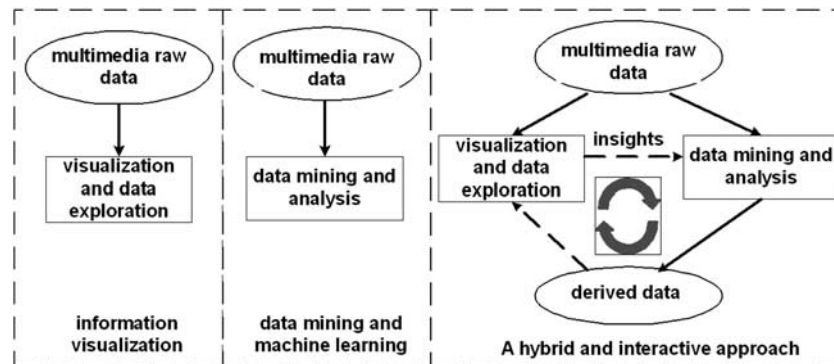 multimedia raw
data
visualization
and data
exploration
information
visualization
multimedia raw
data
data mining and
analysis
data mining and
machine learning
multimedia raw
data
visualization
and data
exploration
insights
data mining and
analysis
derived data
A hybrid and interactive approach